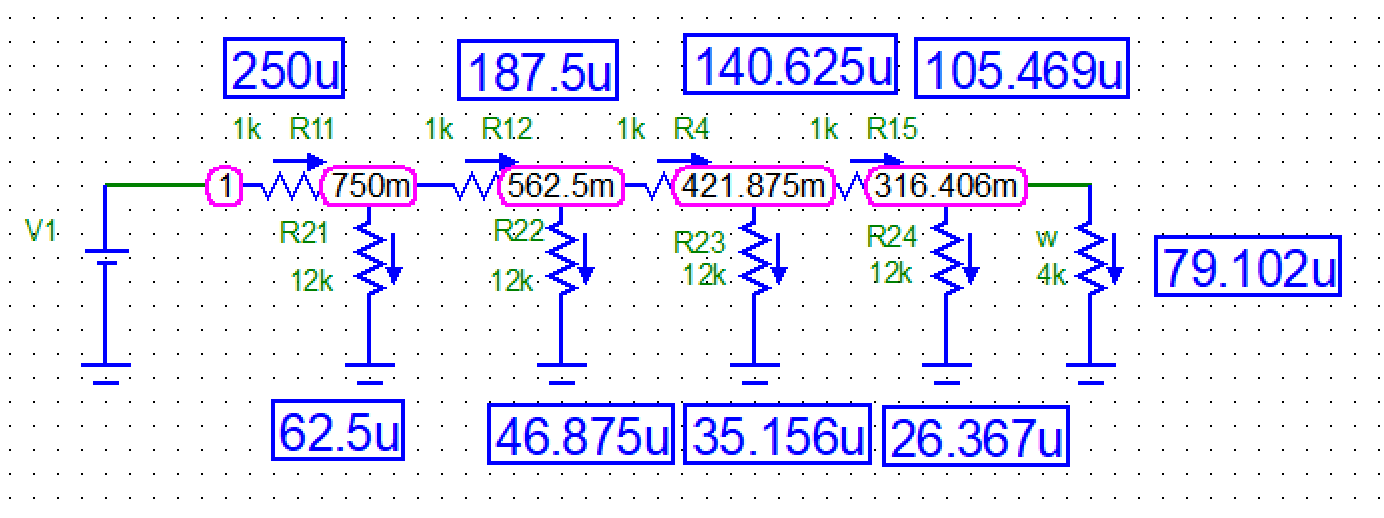 250u 187.5u 140.625u 105.469u
1k R11 1k R12 1k R4 1k R15
1 750m 562.5m 421.875m 316.406m
V1 R21 R22 R23 R24 w
12k 12k 12k 12k 4k 79.102u
62.5u 46.875u 35.156u 26.367u